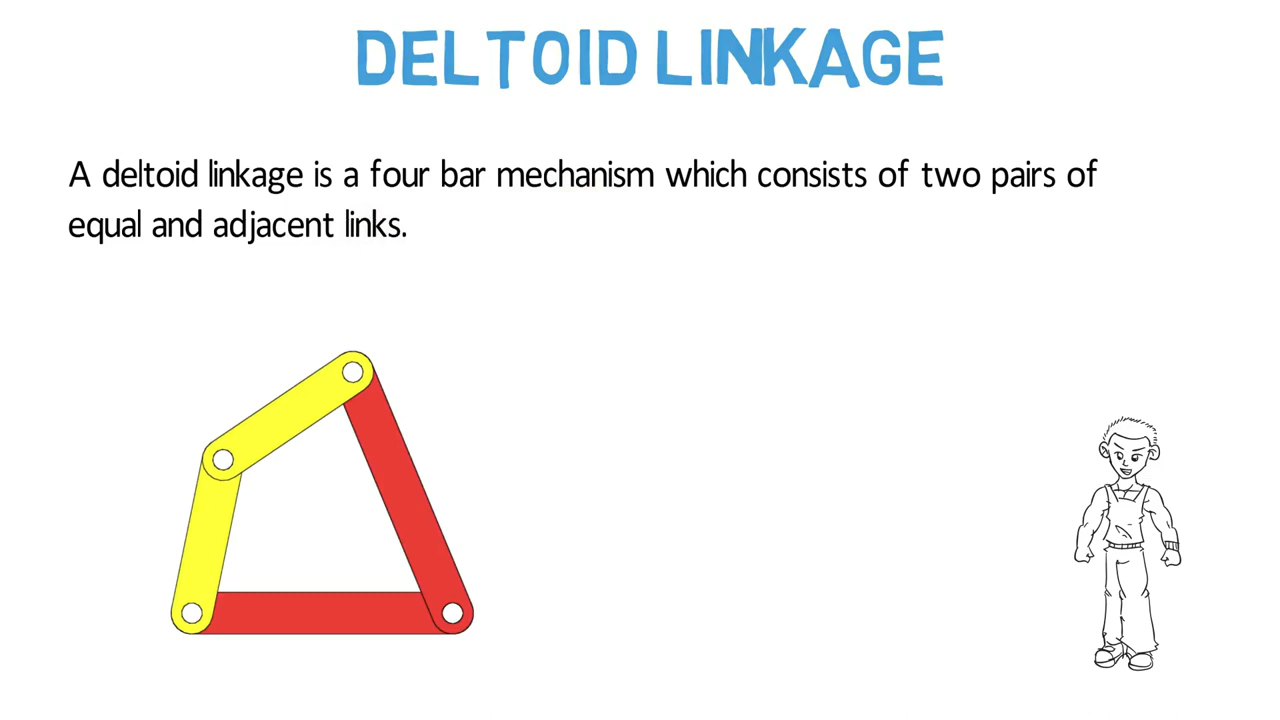 DELTOID LINKAGE
A deltoid linkage is a four bar mechanism which consists of two pairs of
equal and adjacent links.